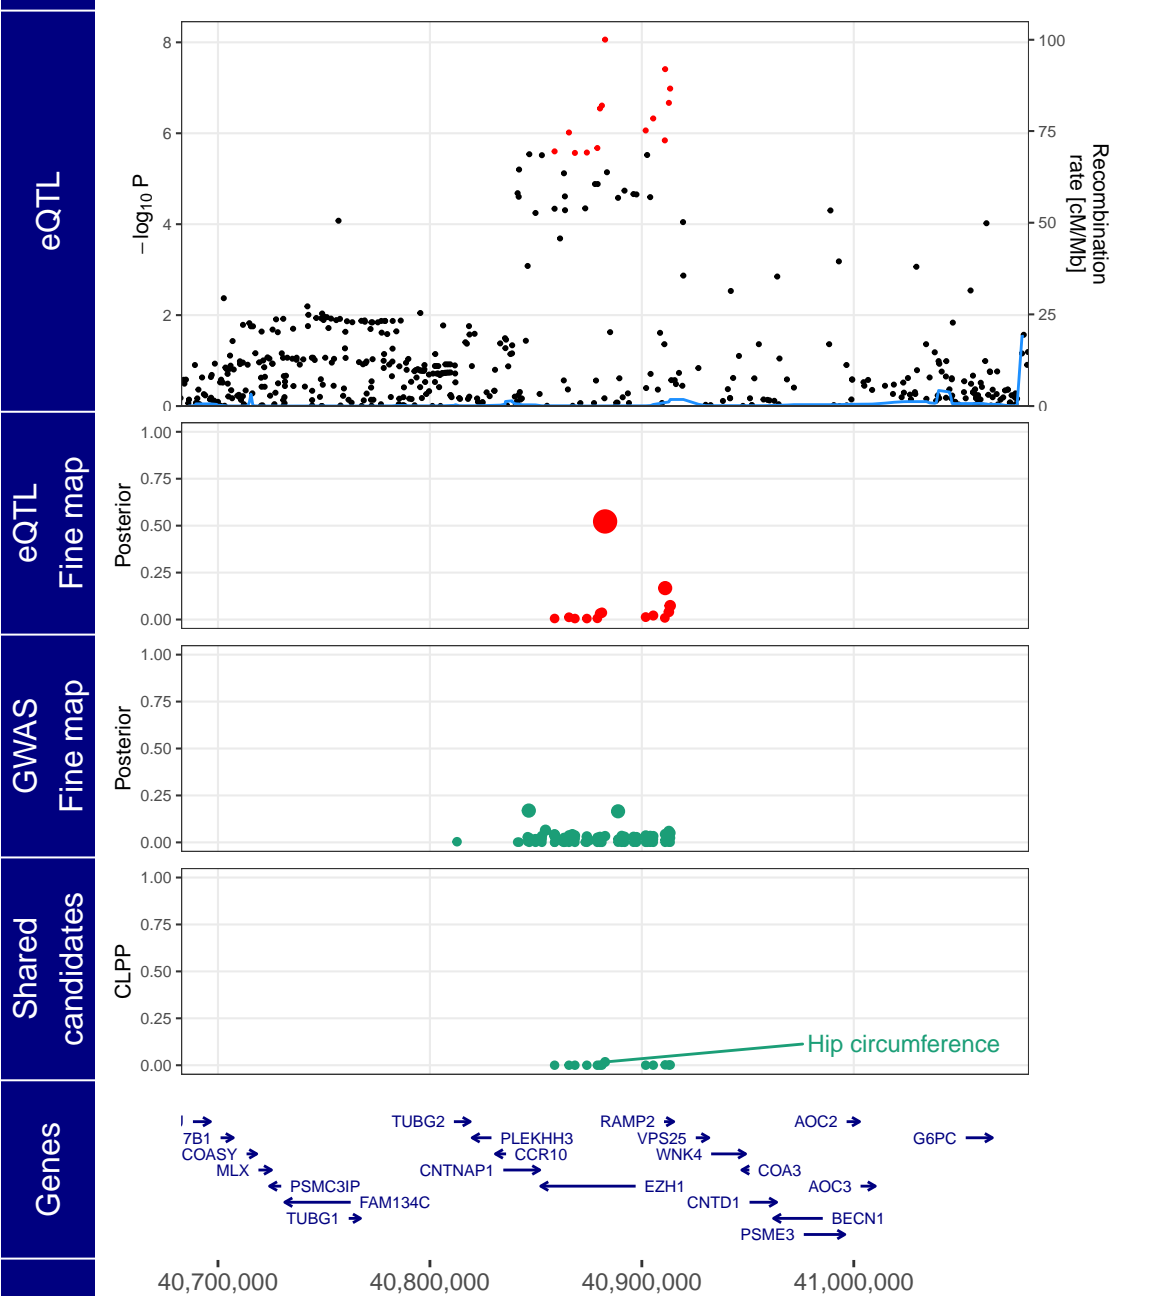 eQTL
8
6
4
2
0
−log10 P
100
75
50
25
0
Recombination
rate [cM/Mb]
eQTL
Fine map
Posterior
1.00
0.75
0.50
0.25
0.00
GWAS
Fine map
Posterior
1.00
0.75
0.50
0.25
0.00
Shared
candidates
CLPP
1.00
0.75
0.50
0.25
0.00
Hip circumference
Genes
TUBG2 RAMP2 AOC2
7B1 PLEKHH3 VPS25 G6PC
COASY CCR10 WNK4
MLX CNTNAP1 COA3
PSMC3IP EZH1 AOC3
FAM134C CNTD1
TUBG1 BECN1
PSME3
40,700,000 40,800,000 40,900,000 41,000,000